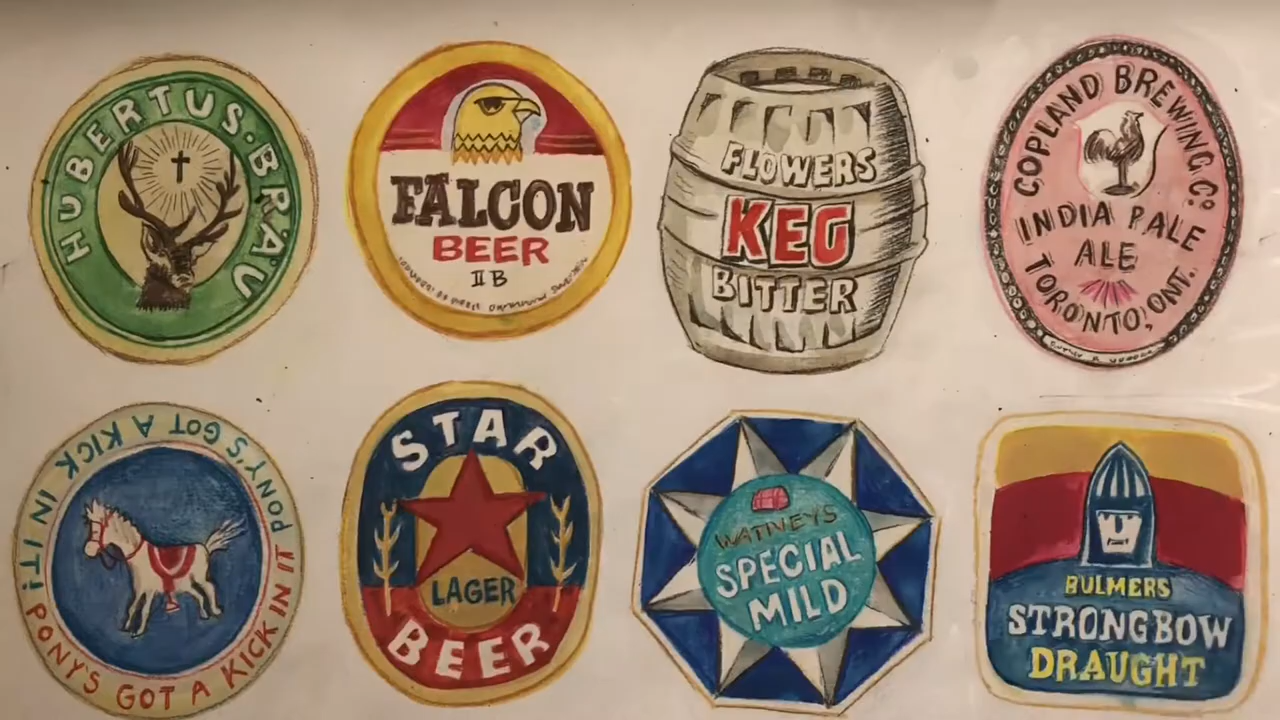 HUBERTUS·BRÄU
FALCON
BEER
II B
FLOWERS
KEG
BITTER
COPLAND BREWING Co.
INDIA PALE
ALE
TORONTO, ONT.
PONY'S GOT A KICK IN IT
PONY'S GOT A KICK IN IT!
STAR
LAGER
BEER
WATNEYS
SPECIAL
MILD
BULMERS
STRONGBOW
DRAUGHT